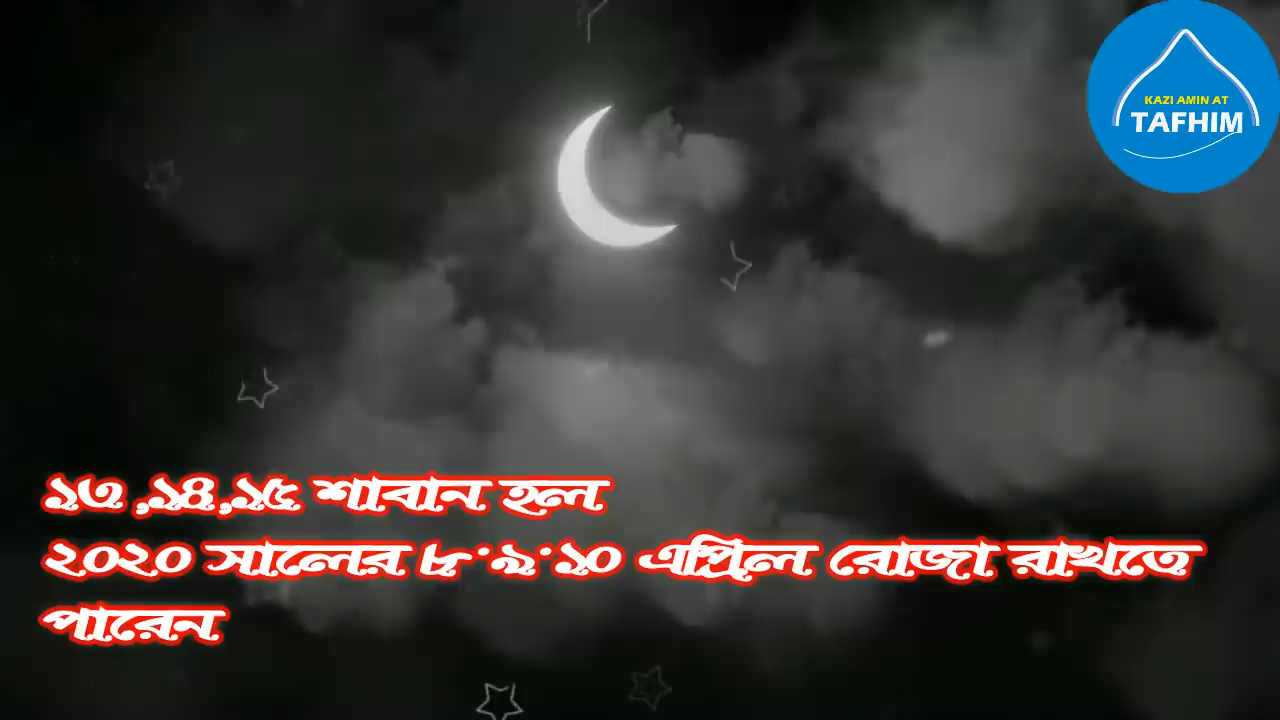 KAZI AMIN AT
TAFHIM
১৩ ,১৪,১৫ শাবান হল
২০২০ সালের ৮˙৯˙১০ এপ্রিল রোজা রাখতে
পারেন